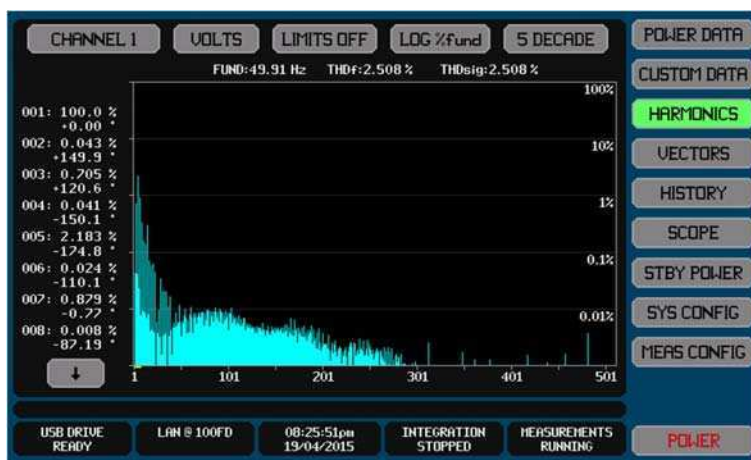 CHANNEL 1 VOLTS LIMITS OFF LOG %fund 5 DECADE
FUND:49.91 Hz THDf:2.508 % THDsig:2.508 %
001: 100.0 %
+0.00 °
002: 0.043 %
+149.9 °
003: 0.705 %
+120.6 °
004: 0.041 %
-150.1 °
005: 2.183 %
-174.8 °
006: 0.024 %
-110.1 °
007: 0.879 %
-0.77 °
008: 0.008 %
-87.19 °
↓
100%
10%
1%
0.1%
0.01%
1 101 201 301 401 501
USB DRIVE
READY
LAN @ 100FD
08:25:51pm
19/04/2015
INTEGRATION
STOPPED
MEASUREMENTS
RUNNING
POWER DATA
CUSTOM DATA
HARMONICS
VECTORS
HISTORY
SCOPE
STBY POWER
SYS CONFIG
MEAS CONFIG
POWER